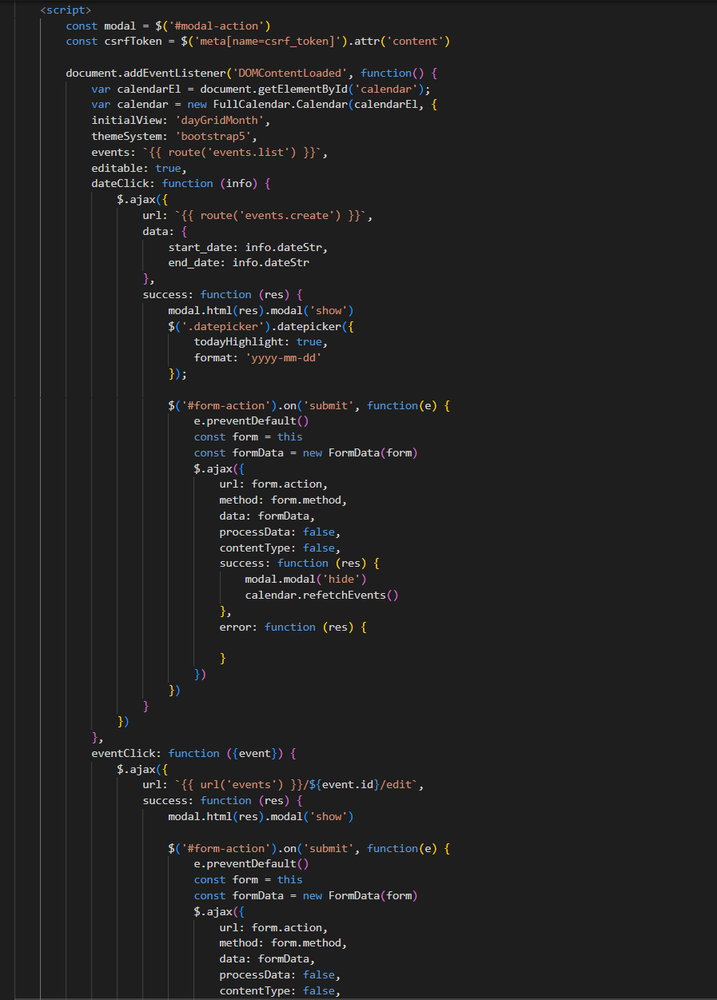 <script>
const modal = $('#modal-action')
const csrfToken = $('meta[name=csrf_token]').attr('content')
document.addEventListener('DOMContentLoaded', function() {
var calendarEl = document.getElementById('calendar');
var calendar = new FullCalendar.Calendar(calendarEl, {
initialView: 'dayGridMonth',
themeSystem: 'bootstrap5',
events: `{{ route('events.list') }}`,
editable: true,
dateClick: function (info) {
$.ajax({
url: `{{ route('events.create') }}`,
data: {
start_date: info.dateStr,
end_date: info.dateStr
},
success: function (res) {
modal.html(res).modal('show')
$('.datepicker').datepicker({
todayHighlight: true,
format: 'yyyy-mm-dd'
});
$('#form-action').on('submit', function(e) {
e.preventDefault()
const form = this
const formData = new FormData(form)
$.ajax({
url: form.action,
method: form.method,
data: formData,
processData: false,
contentType: false,
success: function (res) {
modal.modal('hide')
calendar.refetchEvents()
},
error: function (res) {
}
})
})
}
})
},
eventClick: function ({event}) {
$.ajax({
url: `{{ url('events') }}/${event.id}/edit`,
success: function (res) {
modal.html(res).modal('show')
$('#form-action').on('submit', function(e) {
e.preventDefault()
const form = this
const formData = new FormData(form)
$.ajax({
url: form.action,
method: form.method,
data: formData,
processData: false,
contentType: false,